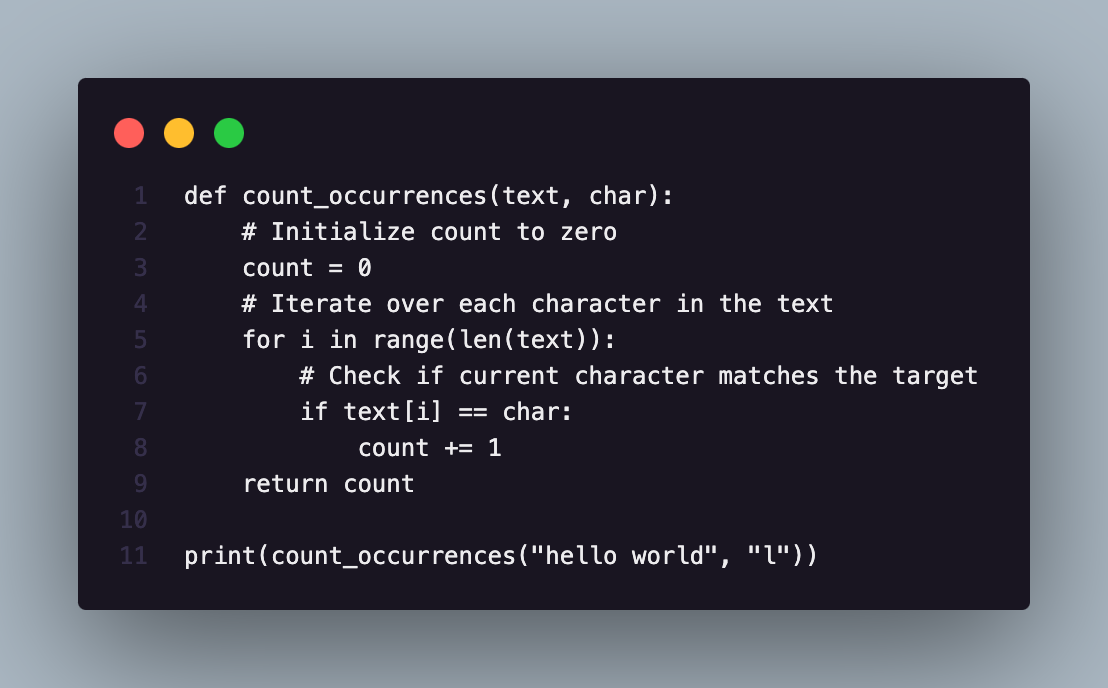 1 def count_occurrences(text, char):
2     # Initialize count to zero
3     count = 0
4     # Iterate over each character in the text
5     for i in range(len(text)):
6         # Check if current character matches the target
7         if text[i] == char:
8             count += 1
9     return count
10
11 print(count_occurrences("hello world", "l"))